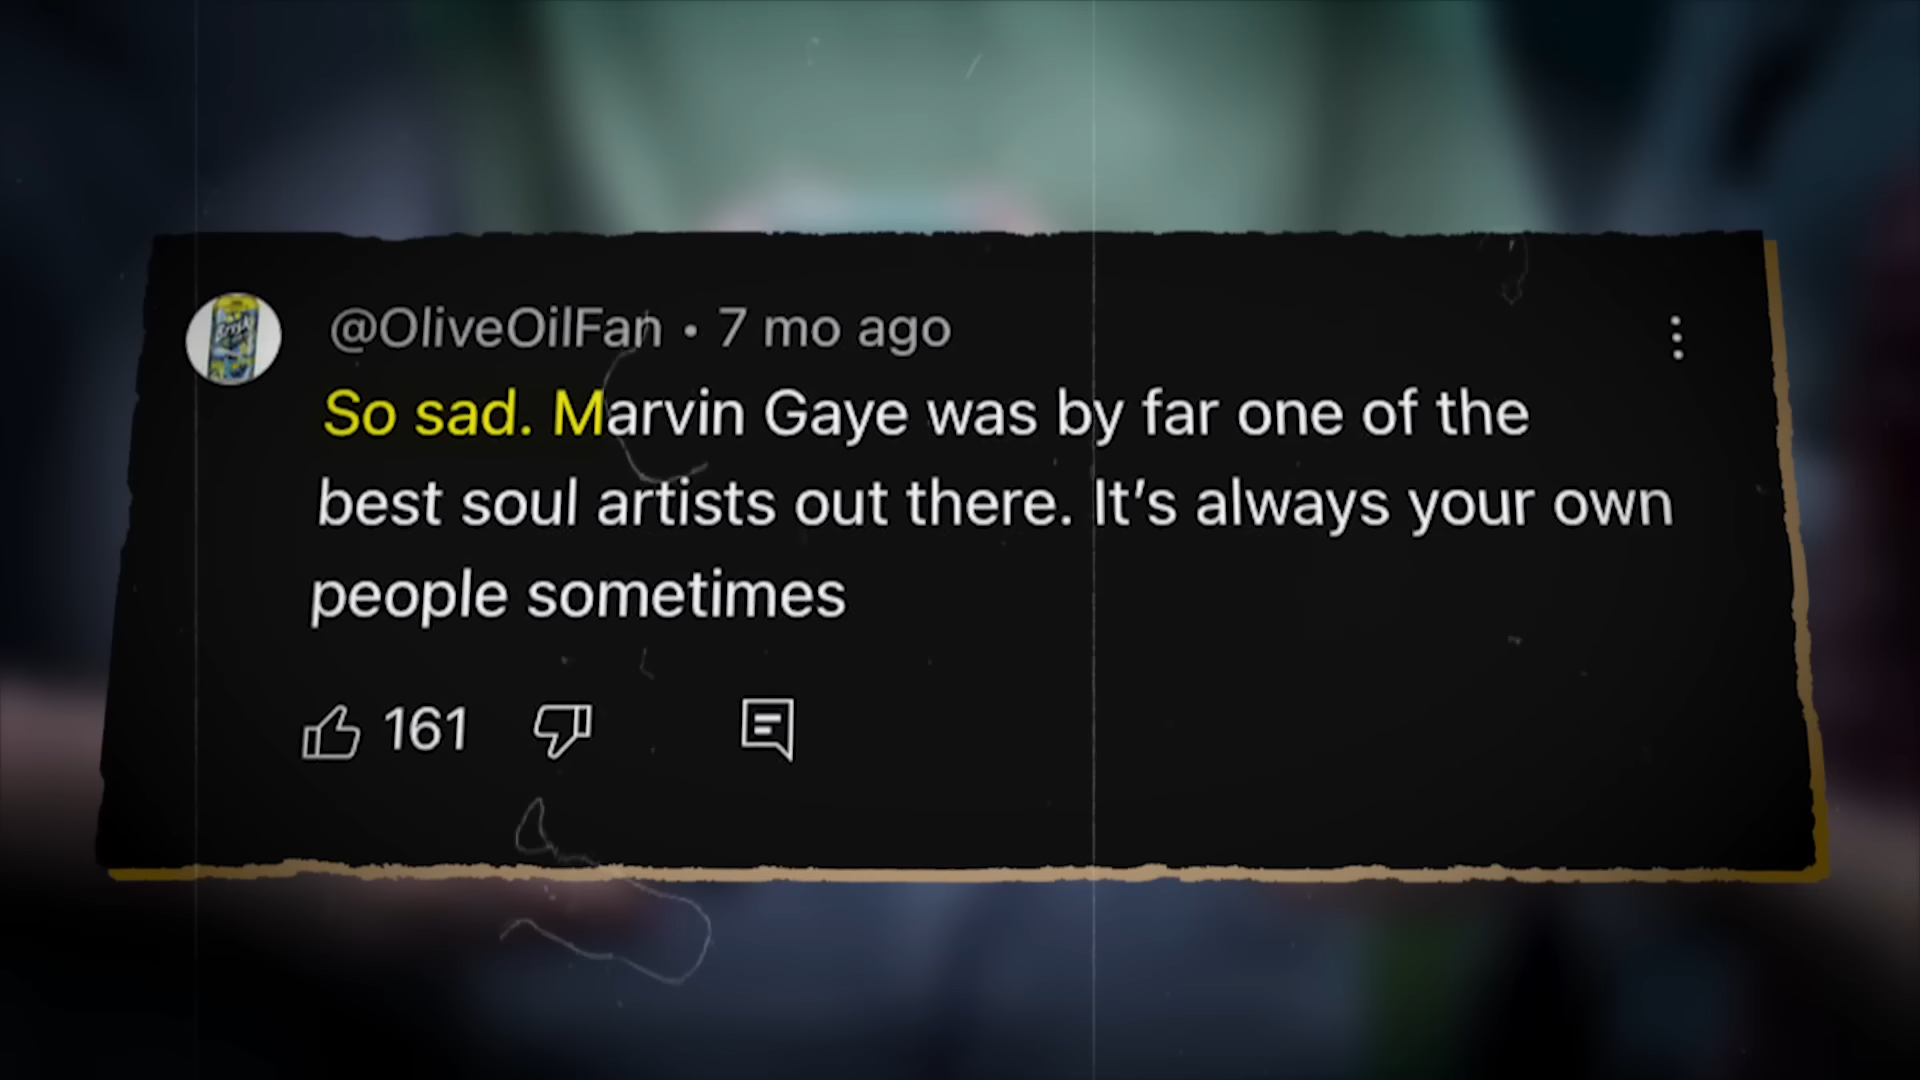 Brisk
@OliveOilFan • 7 mo ago
So sad. Marvin Gaye was by far one of the
best soul artists out there. It's always your own
people sometimes
161